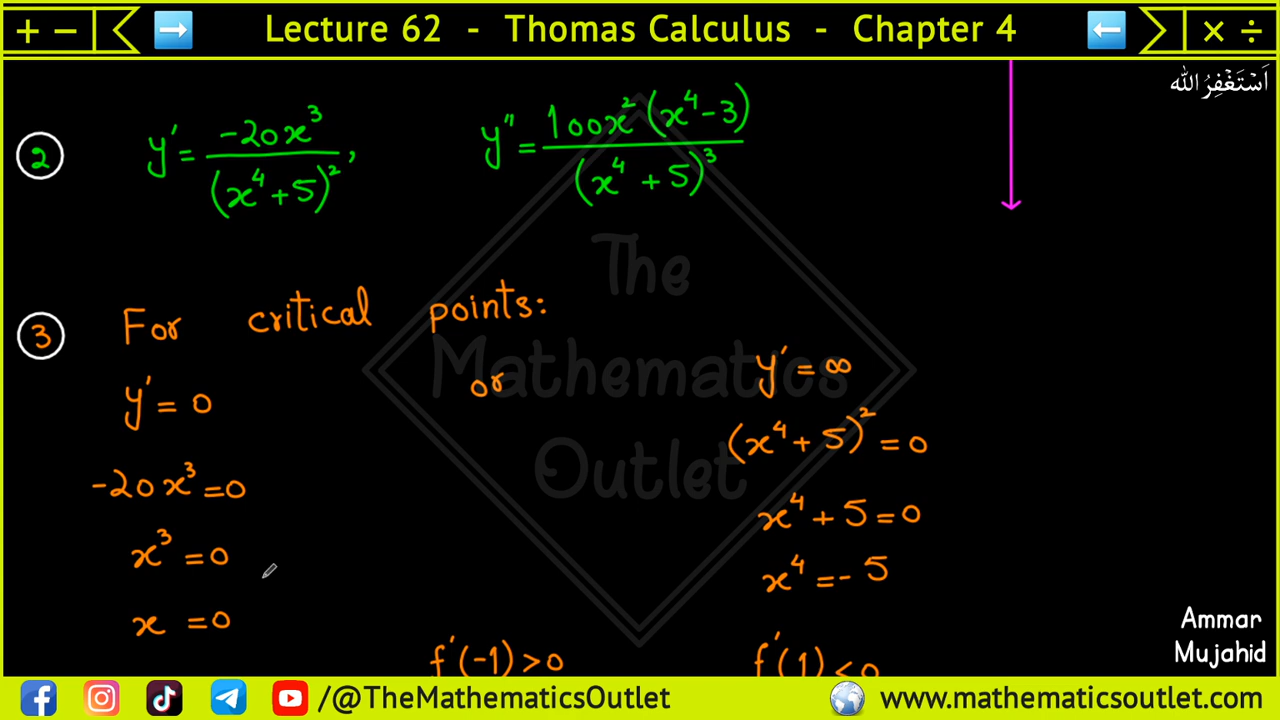 + − Lecture 62 - Thomas Calculus - Chapter 4 × ÷
اَسْتَغْفِرُ اللّٰه
2 y' = -20x³/(x⁴+5)², y" = 100x²(x⁴-3)/(x⁴+5)³
The
Mathematics
Outlet
3 For critical points:
y' = 0 or y' = ∞
-20x³ = 0 (x⁴+5)² = 0
x³ = 0 x⁴+5 = 0
x = 0 x⁴ = -5
f'(-1) > 0 f'(1) < 0
Ammar
Mujahid
/@TheMathematicsOutlet www.mathematicsoutlet.com